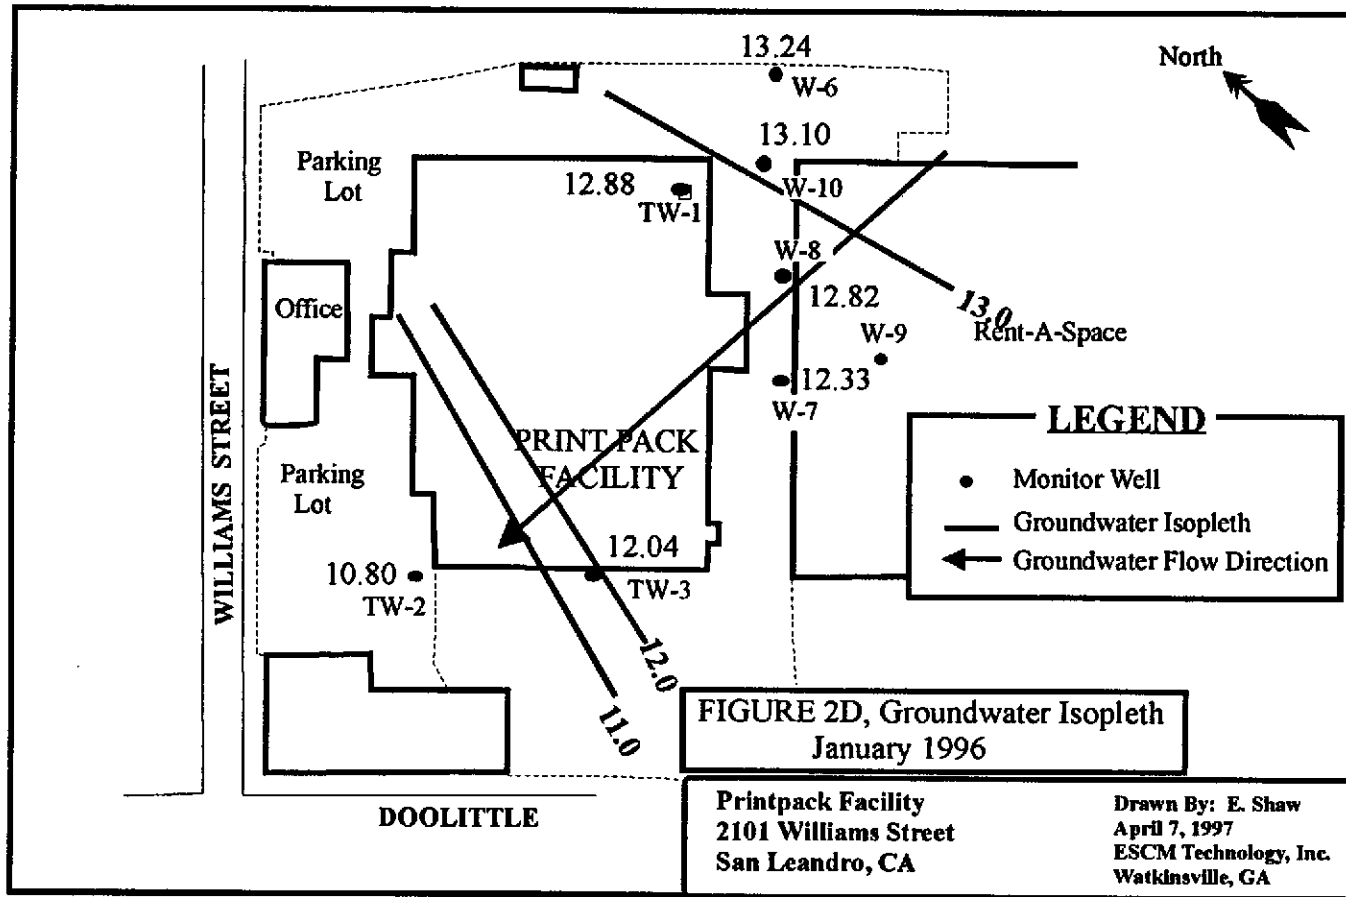 13.24
W-6
North
13.10
W-10
Parking
Lot
12.88
TW-1
W-8
12.82
13.0
Office
W-9
Rent-A-Space
12.33
W-7
WILLIAMS STREET
PRINT PACK
FACILITY
Parking
Lot
LEGEND
Monitor Well
Groundwater Isopleth
Groundwater Flow Direction
12.04
TW-3
10.80
TW-2
12.0
11.0
FIGURE 2D, Groundwater Isopleth
January 1996
DOOLITTLE
Printpack Facility
2101 Williams Street
San Leandro, CA
Drawn By: E. Shaw
April 7, 1997
ESCM Technology, Inc.
Watkinsville, GA